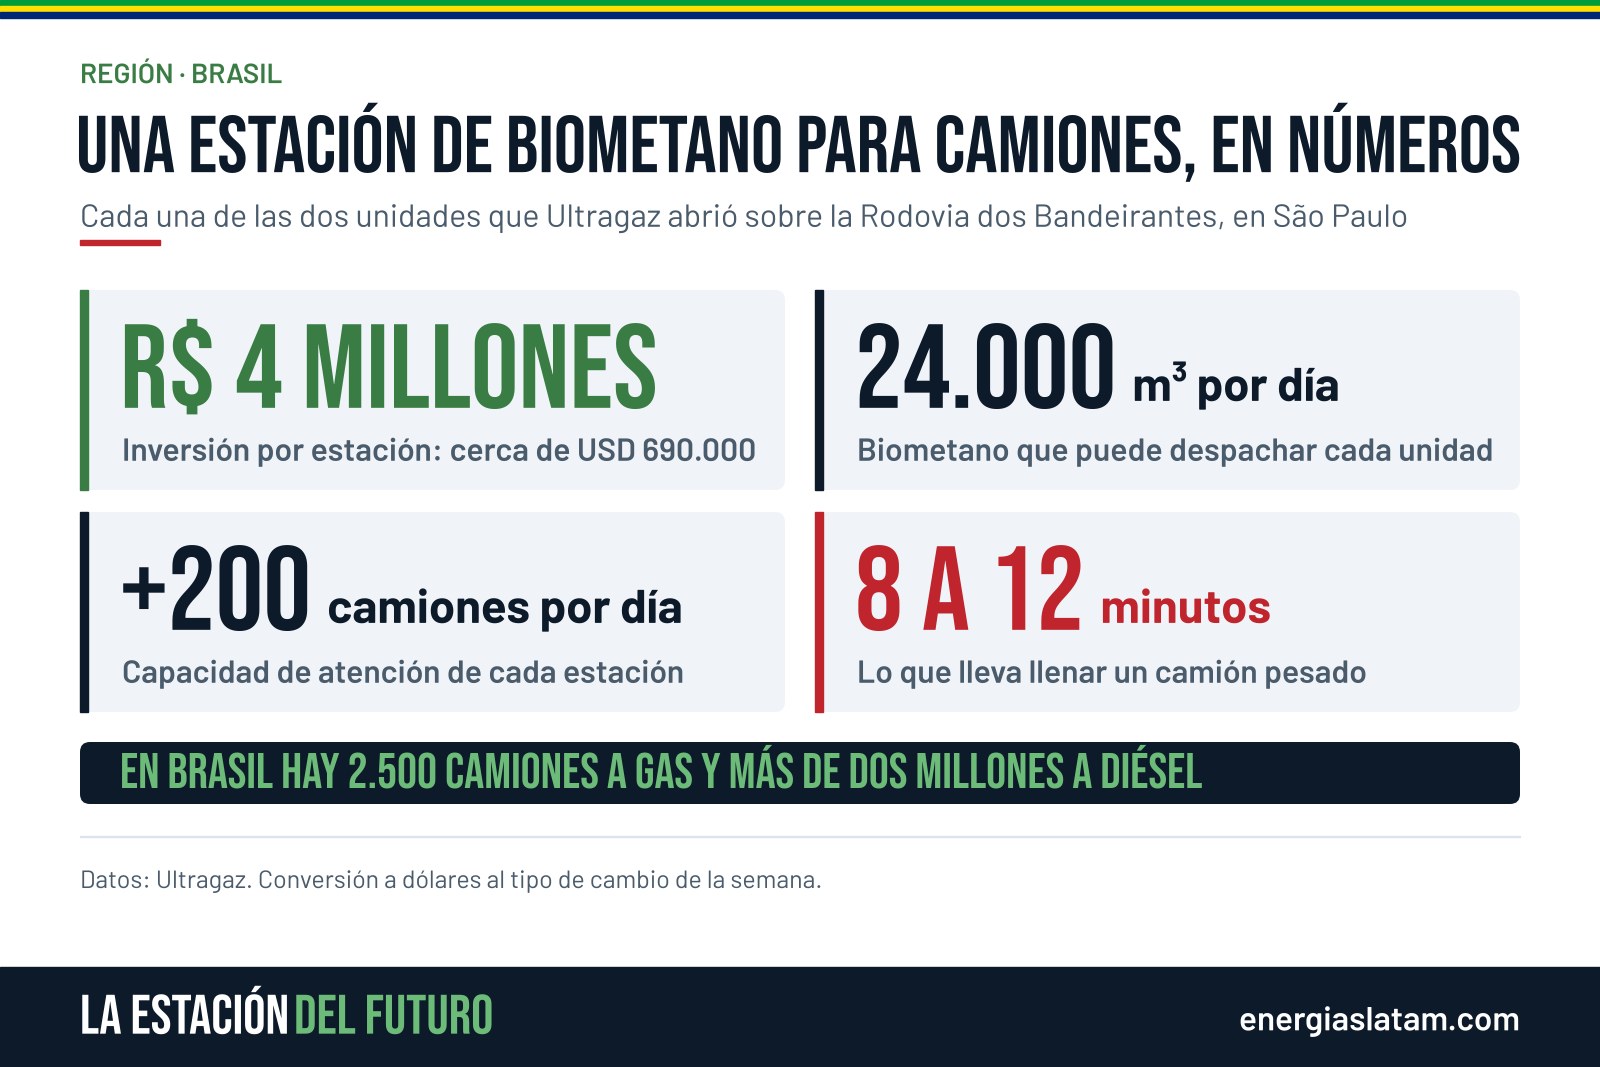 REGIÓN · BRASIL
UNA ESTACIÓN DE BIOMETANO PARA CAMIONES, EN NÚMEROS
Cada una de las dos unidades que Ultragaz abrió sobre la Rodovia dos Bandeirantes, en São Paulo
R$ 4 MILLONES
Inversión por estación: cerca de USD 690.000
24.000 m³ por día
Biometano que puede despachar cada unidad
+200 camiones por día
Capacidad de atención de cada estación
8 A 12 minutos
Lo que lleva llenar un camión pesado
EN BRASIL HAY 2.500 CAMIONES A GAS Y MÁS DE DOS MILLONES A DIÉSEL
Datos: Ultragaz. Conversión a dólares al tipo de cambio de la semana.
LA ESTACIÓN DEL FUTURO
energiaslatam.com